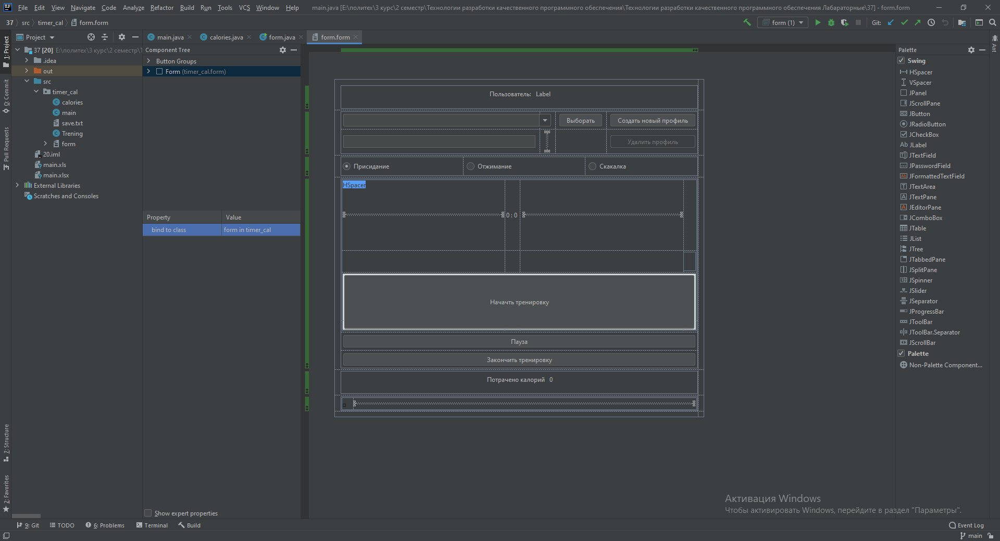 File Edit View Navigate Code Analyze Refactor Build Run Tools VCS Window Help main.java [E:\политех\3 курс\2 семестр\Технологии разработки качественного программного обеспечения\Технологии разработки качественного программного обеспечения Лабараторные\37] - form.form
37 src timer_cal form.form
form (1) Git:
Project
main.java calories.java form.java form.form
1: Project
0: Commit
Pull Requests
7: Structure
2: Favorites
37 [20] E:\политех\3 курс\2 семестр\Т
.idea
out
src
timer_cal
calories
main
save.txt
Trening
form
20.iml
main.xls
main.xlsx
External Libraries
Scratches and Consoles
Component Tree
Button Groups
Form (timer_cal.form)
Property Value
bind to class form in timer_cal
Show expert properties
Пользователь: Label
Выборать Создать новый профиль
Удалить профиль
Присидание Отжимание Скакалка
HSpacer
0 : 0
Начачть тренировку
Пауза
Закончить тренировку
Потрачено калорий 0
Palette
Swing
HSpacer
VSpacer
JPanel
JScrollPane
JButton
JRadioButton
JCheckBox
JLabel
JTextField
JPasswordField
JFormattedTextField
JTextArea
JTextPane
JEditorPane
JComboBox
JTable
JList
JTree
JTabbedPane
JSplitPane
JSpinner
JSlider
JSeparator
JProgressBar
JToolBar
JToolBar.Separator
JScrollBar
Palette
Non-Palette Component...
Ant
Активация Windows
Чтобы активировать Windows, перейдите в раздел "Параметры".
9: Git TODO 6: Problems Terminal Build Event Log
main